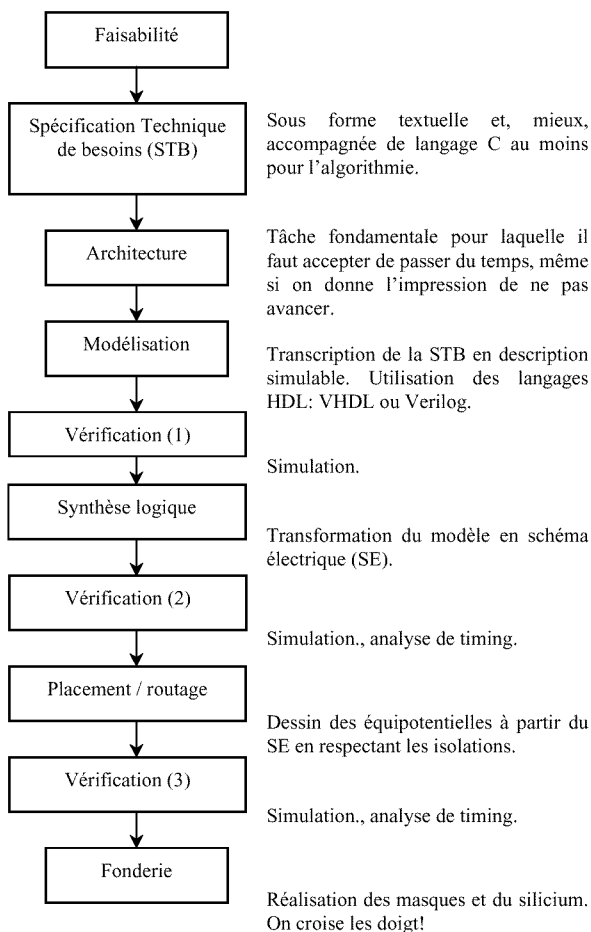 Faisabilité
Spécification Technique
de besoins (STB)
Sous forme textuelle et, mieux,
accompagnée de langage C au moins
pour l'algorithmie.
Architecture
Tâche fondamentale pour laquelle il
faut accepter de passer du temps, même
si on donne l'impression de ne pas
avancer.
Modélisation
Transcription de la STB en description
simulable. Utilisation des langages
HDL: VHDL ou Verilog.
Vérification (1)
Simulation.
Synthèse logique
Transformation du modèle en schéma
électrique (SE).
Vérification (2)
Simulation., analyse de timing.
Placement / routage
Dessin des équipotentielles à partir du
SE en respectant les isolations.
Vérification (3)
Simulation., analyse de timing.
Fonderie
Réalisation des masques et du silicium.
On croise les doigt!